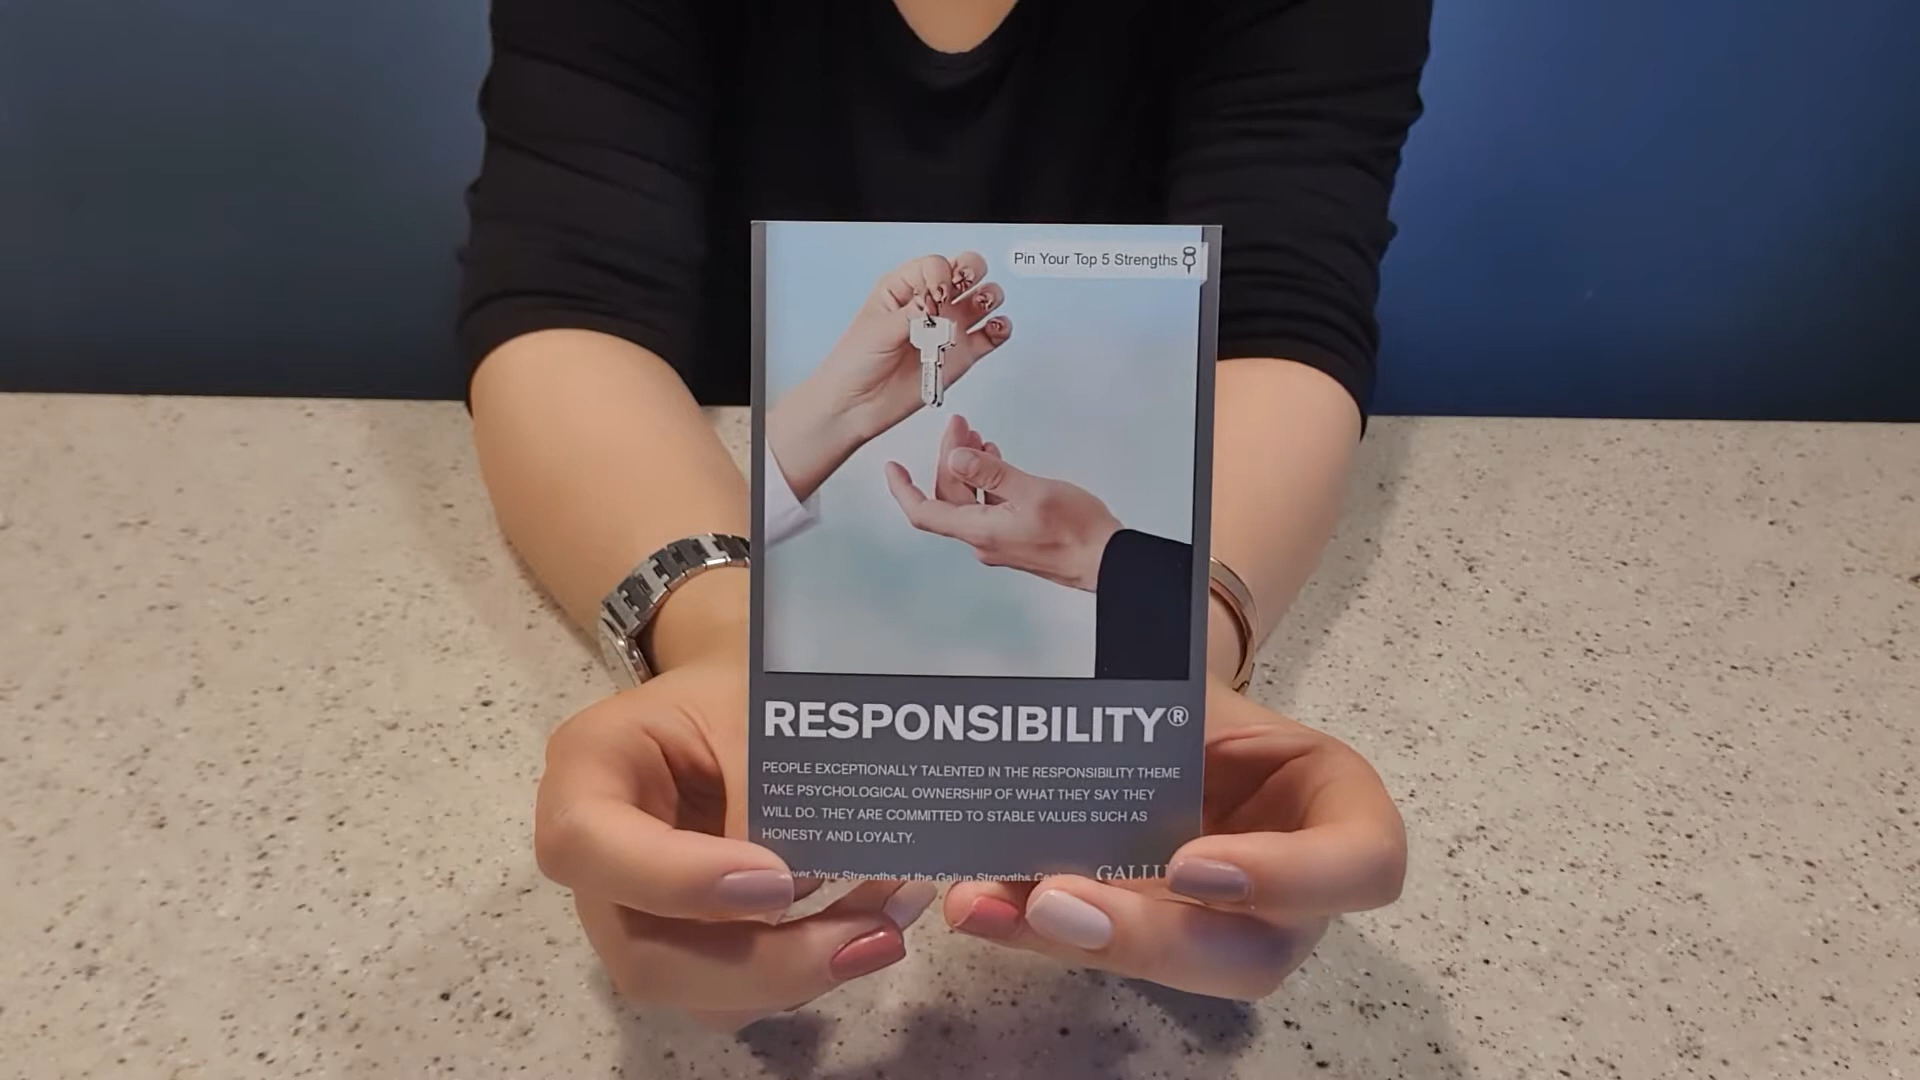 Pin Your Top 5 Strengths
RESPONSIBILITY®
PEOPLE EXCEPTIONALLY TALENTED IN THE RESPONSIBILITY THEME
TAKE PSYCHOLOGICAL OWNERSHIP OF WHAT THEY SAY THEY
WILL DO. THEY ARE COMMITTED TO STABLE VALUES SUCH AS
HONESTY AND LOYALTY.
Your Strengths at the Gallup Strengths